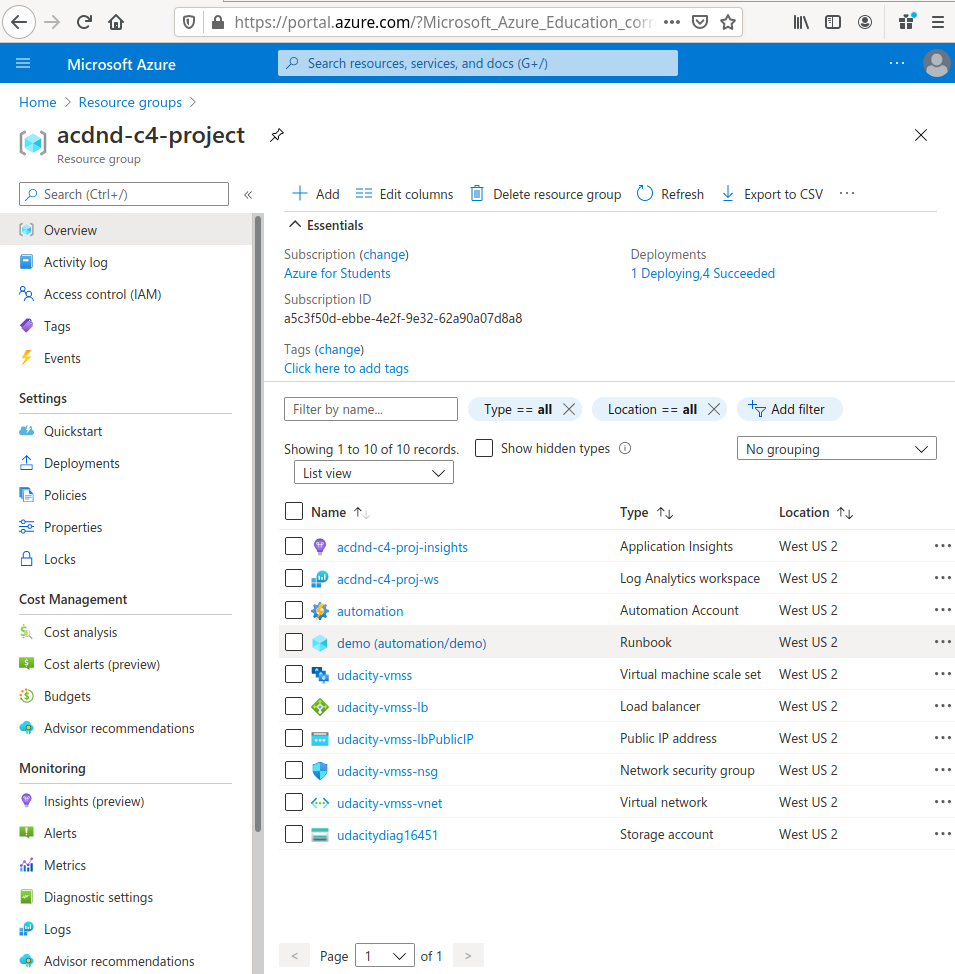 https://portal.azure.com/?Microsoft_Azure_Education_corr
Microsoft Azure
Search resources, services, and docs (G+/)
Home > Resource groups >
acdnd-c4-project
Resource group
Search (Ctrl+/)
«
Add
Edit columns
Delete resource group
Refresh
Export to CSV
Overview
Activity log
Access control (IAM)
Tags
Events
Settings
Quickstart
Deployments
Policies
Properties
Locks
Cost Management
Cost analysis
Cost alerts (preview)
Budgets
Advisor recommendations
Monitoring
Insights (preview)
Alerts
Metrics
Diagnostic settings
Logs
Advisor recommendations
Essentials
Subscription (change)
Azure for Students
Deployments
1 Deploying,4 Succeeded
Subscription ID
a5c3f50d-ebbe-4e2f-9e32-62a90a07d8a8
Tags (change)
Click here to add tags
Filter by name...
Type == all
Location == all
Add filter
Showing 1 to 10 of 10 records.
Show hidden types
No grouping
List view
Name Type Location
acdnd-c4-proj-insights Application Insights West US 2
acdnd-c4-proj-ws Log Analytics workspace West US 2
automation Automation Account West US 2
demo (automation/demo) Runbook West US 2
udacity-vmss Virtual machine scale set West US 2
udacity-vmss-lb Load balancer West US 2
udacity-vmss-lbPublicIP Public IP address West US 2
udacity-vmss-nsg Network security group West US 2
udacity-vmss-vnet Virtual network West US 2
udacitydiag16451 Storage account West US 2
< Page 1 of 1 >